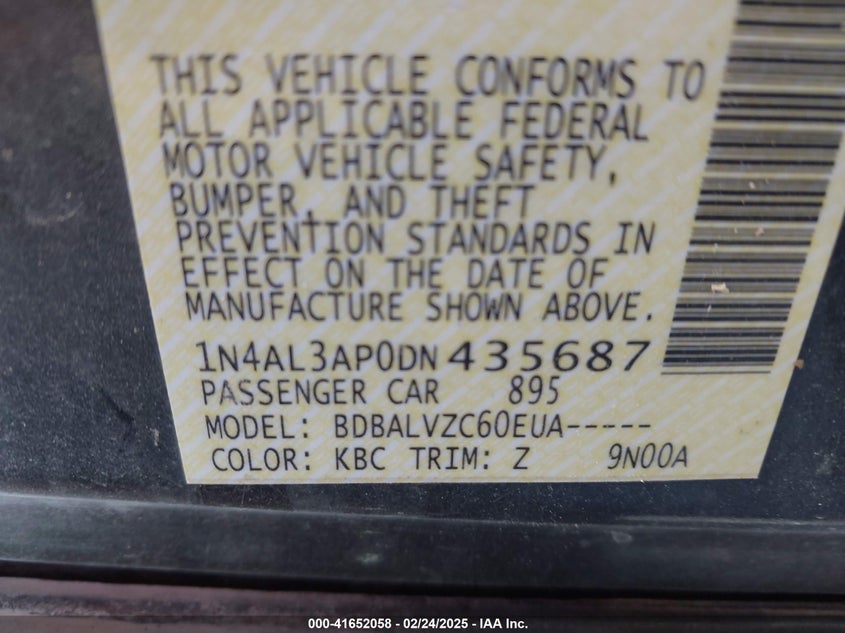 THIS VEHICLE CONFORMS TO
ALL APPLICABLE FEDERAL
MOTOR VEHICLE SAFETY,
BUMPER, AND THEFT
PREVENTION STANDARDS IN
EFFECT ON THE DATE OF
MANUFACTURE SHOWN ABOVE.
1N4AL3AP0DN435687
PASSENGER CAR 895
MODEL: BDBALVZC60EUA-----
COLOR: KBC TRIM: Z 9N00A
000-41652058 - 02/24/2025 - IAA Inc.